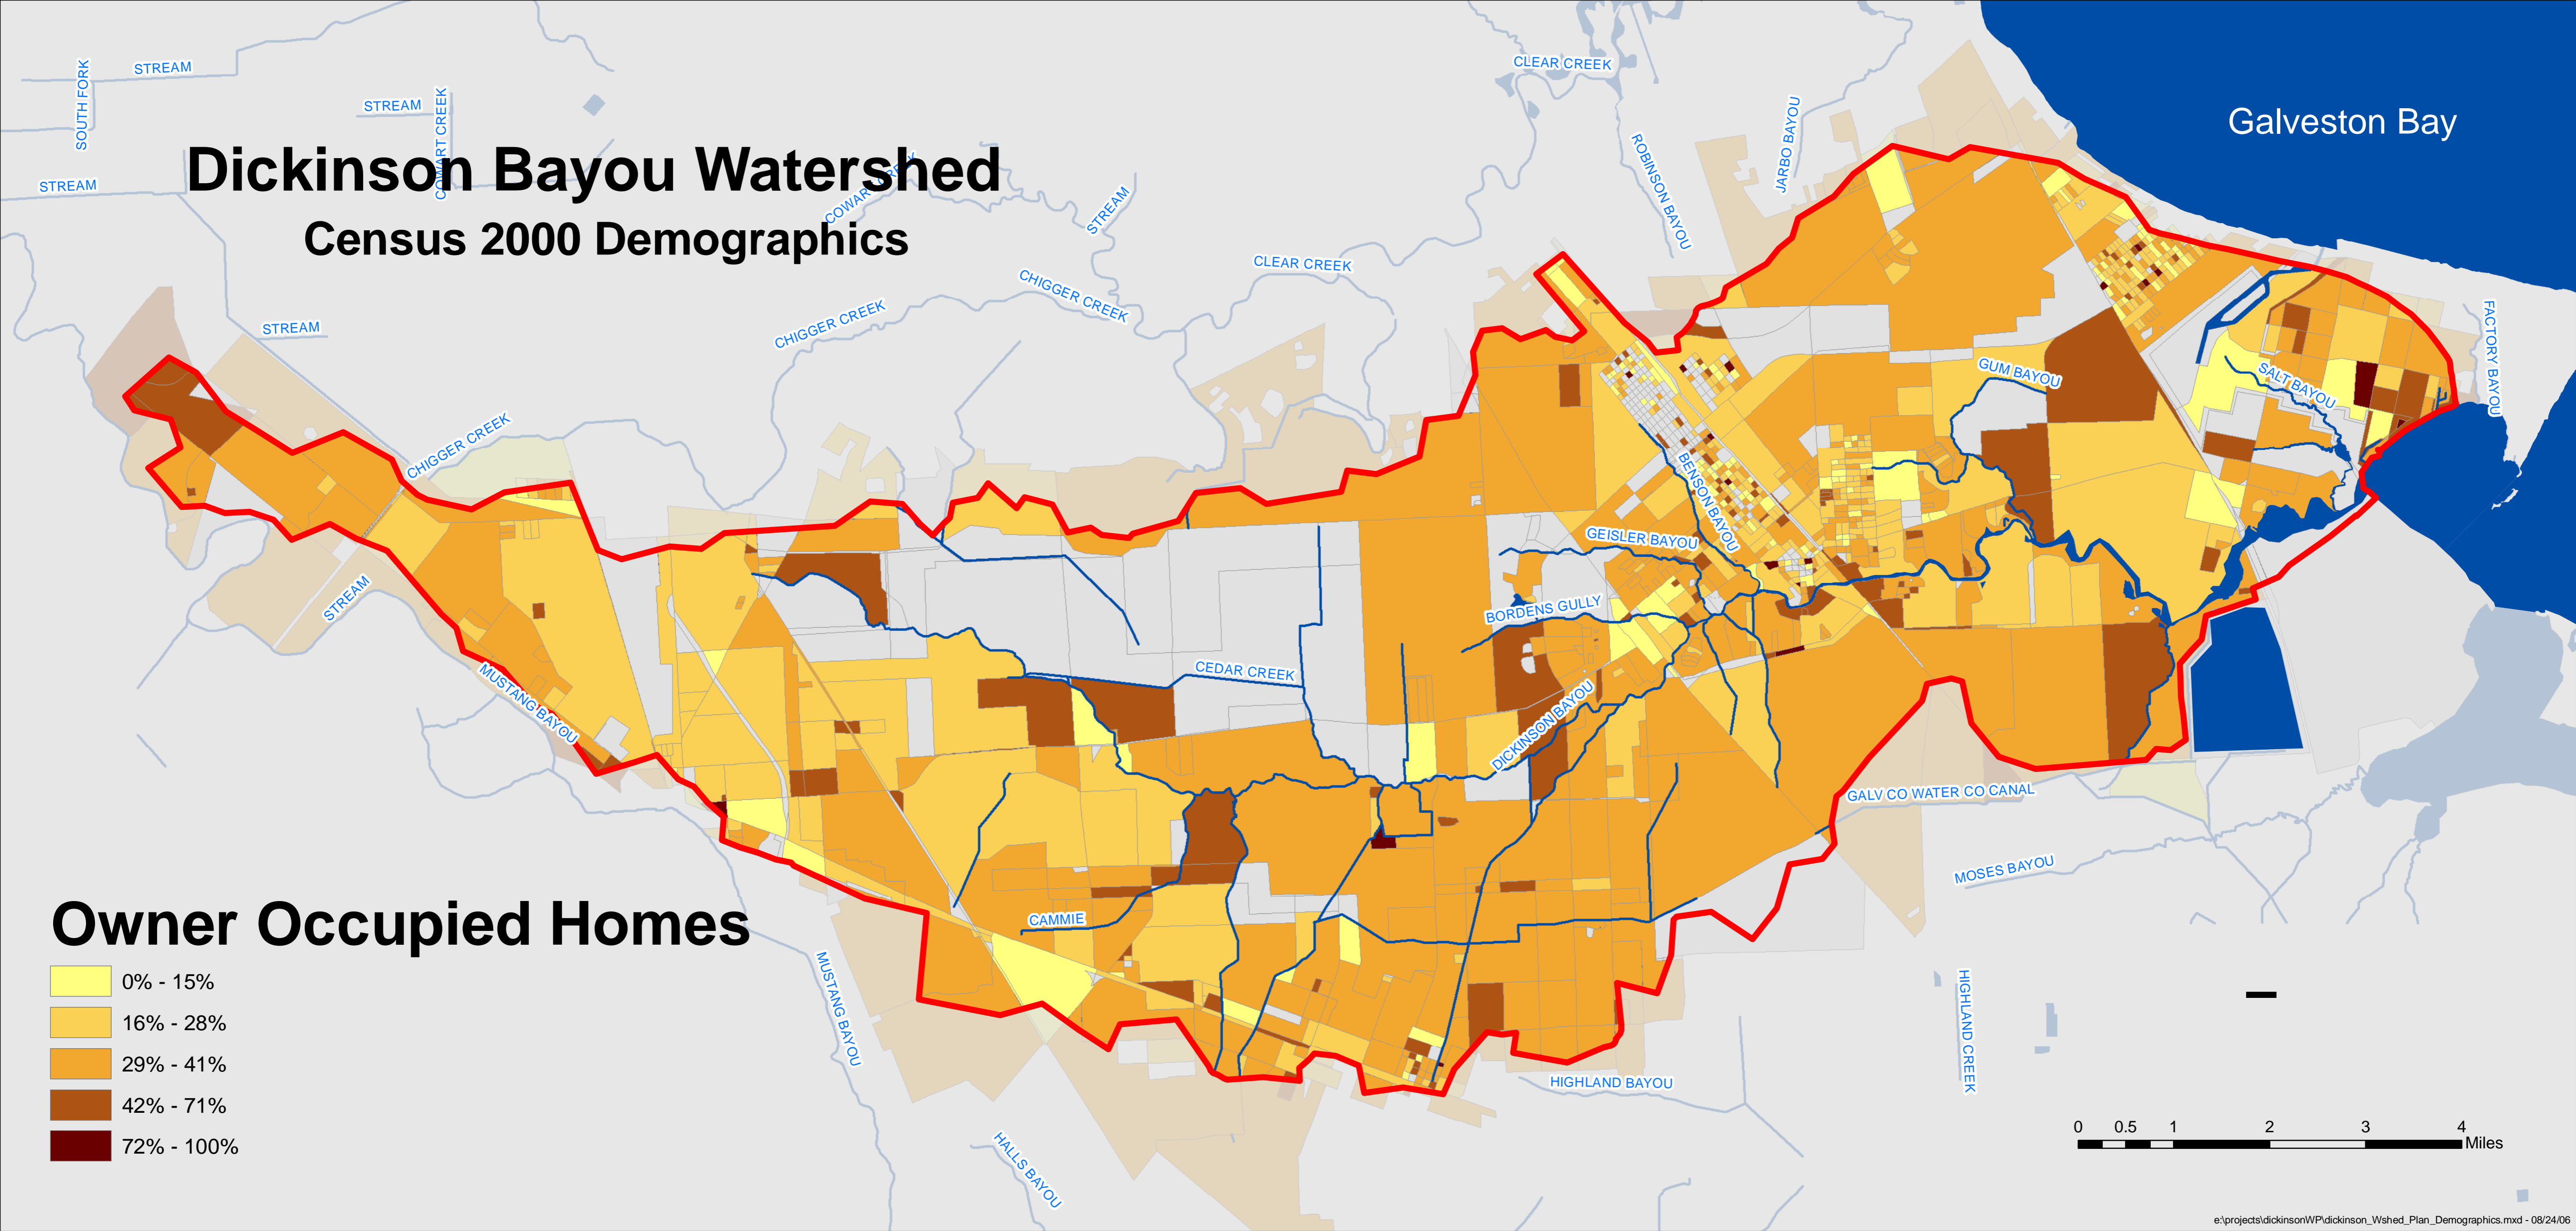 STREAM
SOUTH FORK
STREAM
COWART CREEK
STREAM
CLEAR CREEK
ROBINSON BAYOU
JARBO BAYOU
Galveston Bay
Dickinson Bayou Watershed
Census 2000 Demographics
COWART CREEK
STREAM
CLEAR CREEK
CHIGGER CREEK
CHIGGER CREEK
STREAM
FACTORY BAYOU
GUM BAYOU
SALT BAYOU
CHIGGER CREEK
BENSON BAYOU
GEISLER BAYOU
STREAM
BORDENS GULLY
CEDAR CREEK
MUSTANG BAYOU
DICKINSON BAYOU
GALV CO WATER CO CANAL
MOSES BAYOU
CAMMIE
MUSTANG BAYOU
HIGHLAND CREEK
HIGHLAND BAYOU
HALLS BAYOU
Owner Occupied Homes
0% - 15%
16% - 28%
29% - 41%
42% - 71%
72% - 100%
0 0.5 1 2 3 4
Miles
e:\projects\dickinsonWP\dickinson_Wshed_Plan_Demographics.mxd - 08/24/06